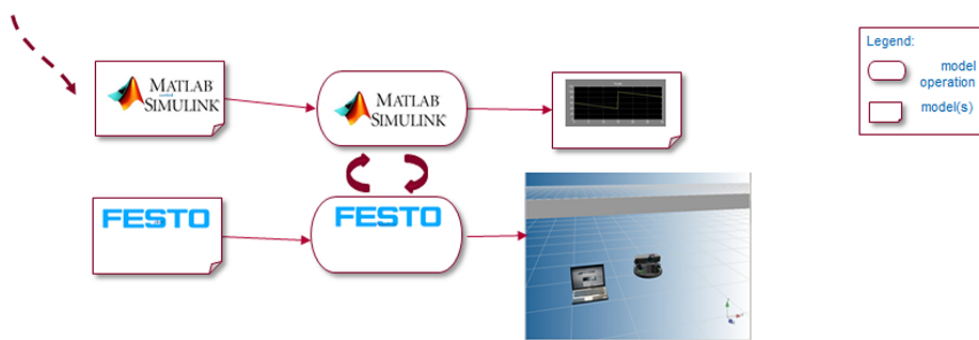 MATLAB
SIMULINK
MATLAB
SIMULINK
Legend:
model
operation
model(s)
FESTO
FESTO